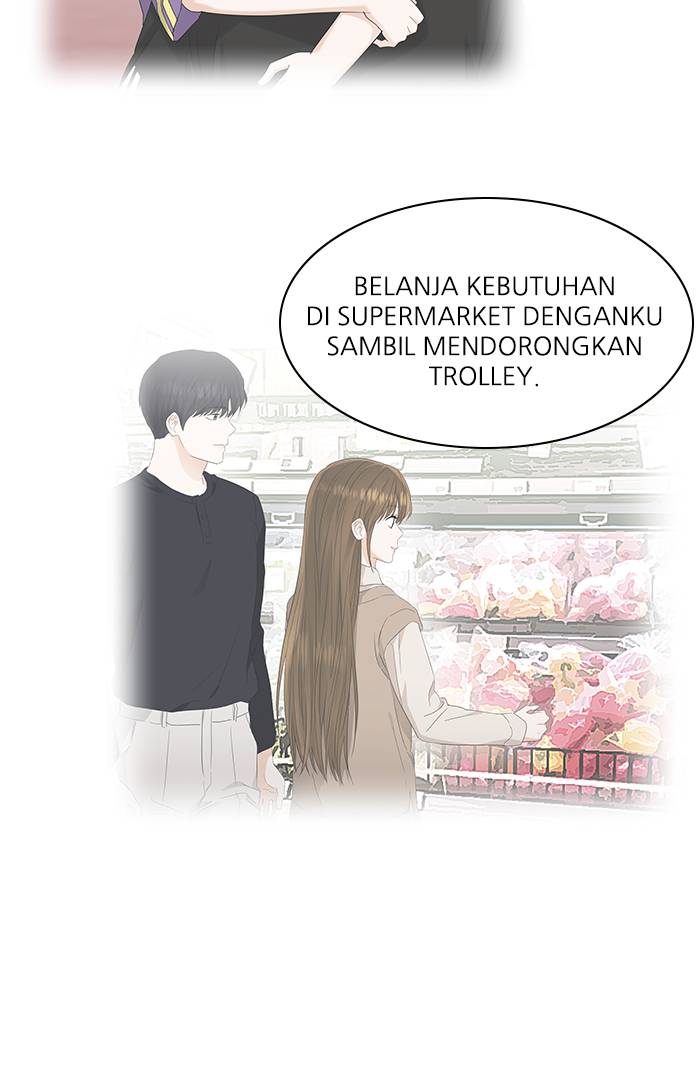 BELANJA KEBUTUHAN
DI SUPERMARKET DENGANKU
SAMBIL MENDORONGKAN
TROLLEY.